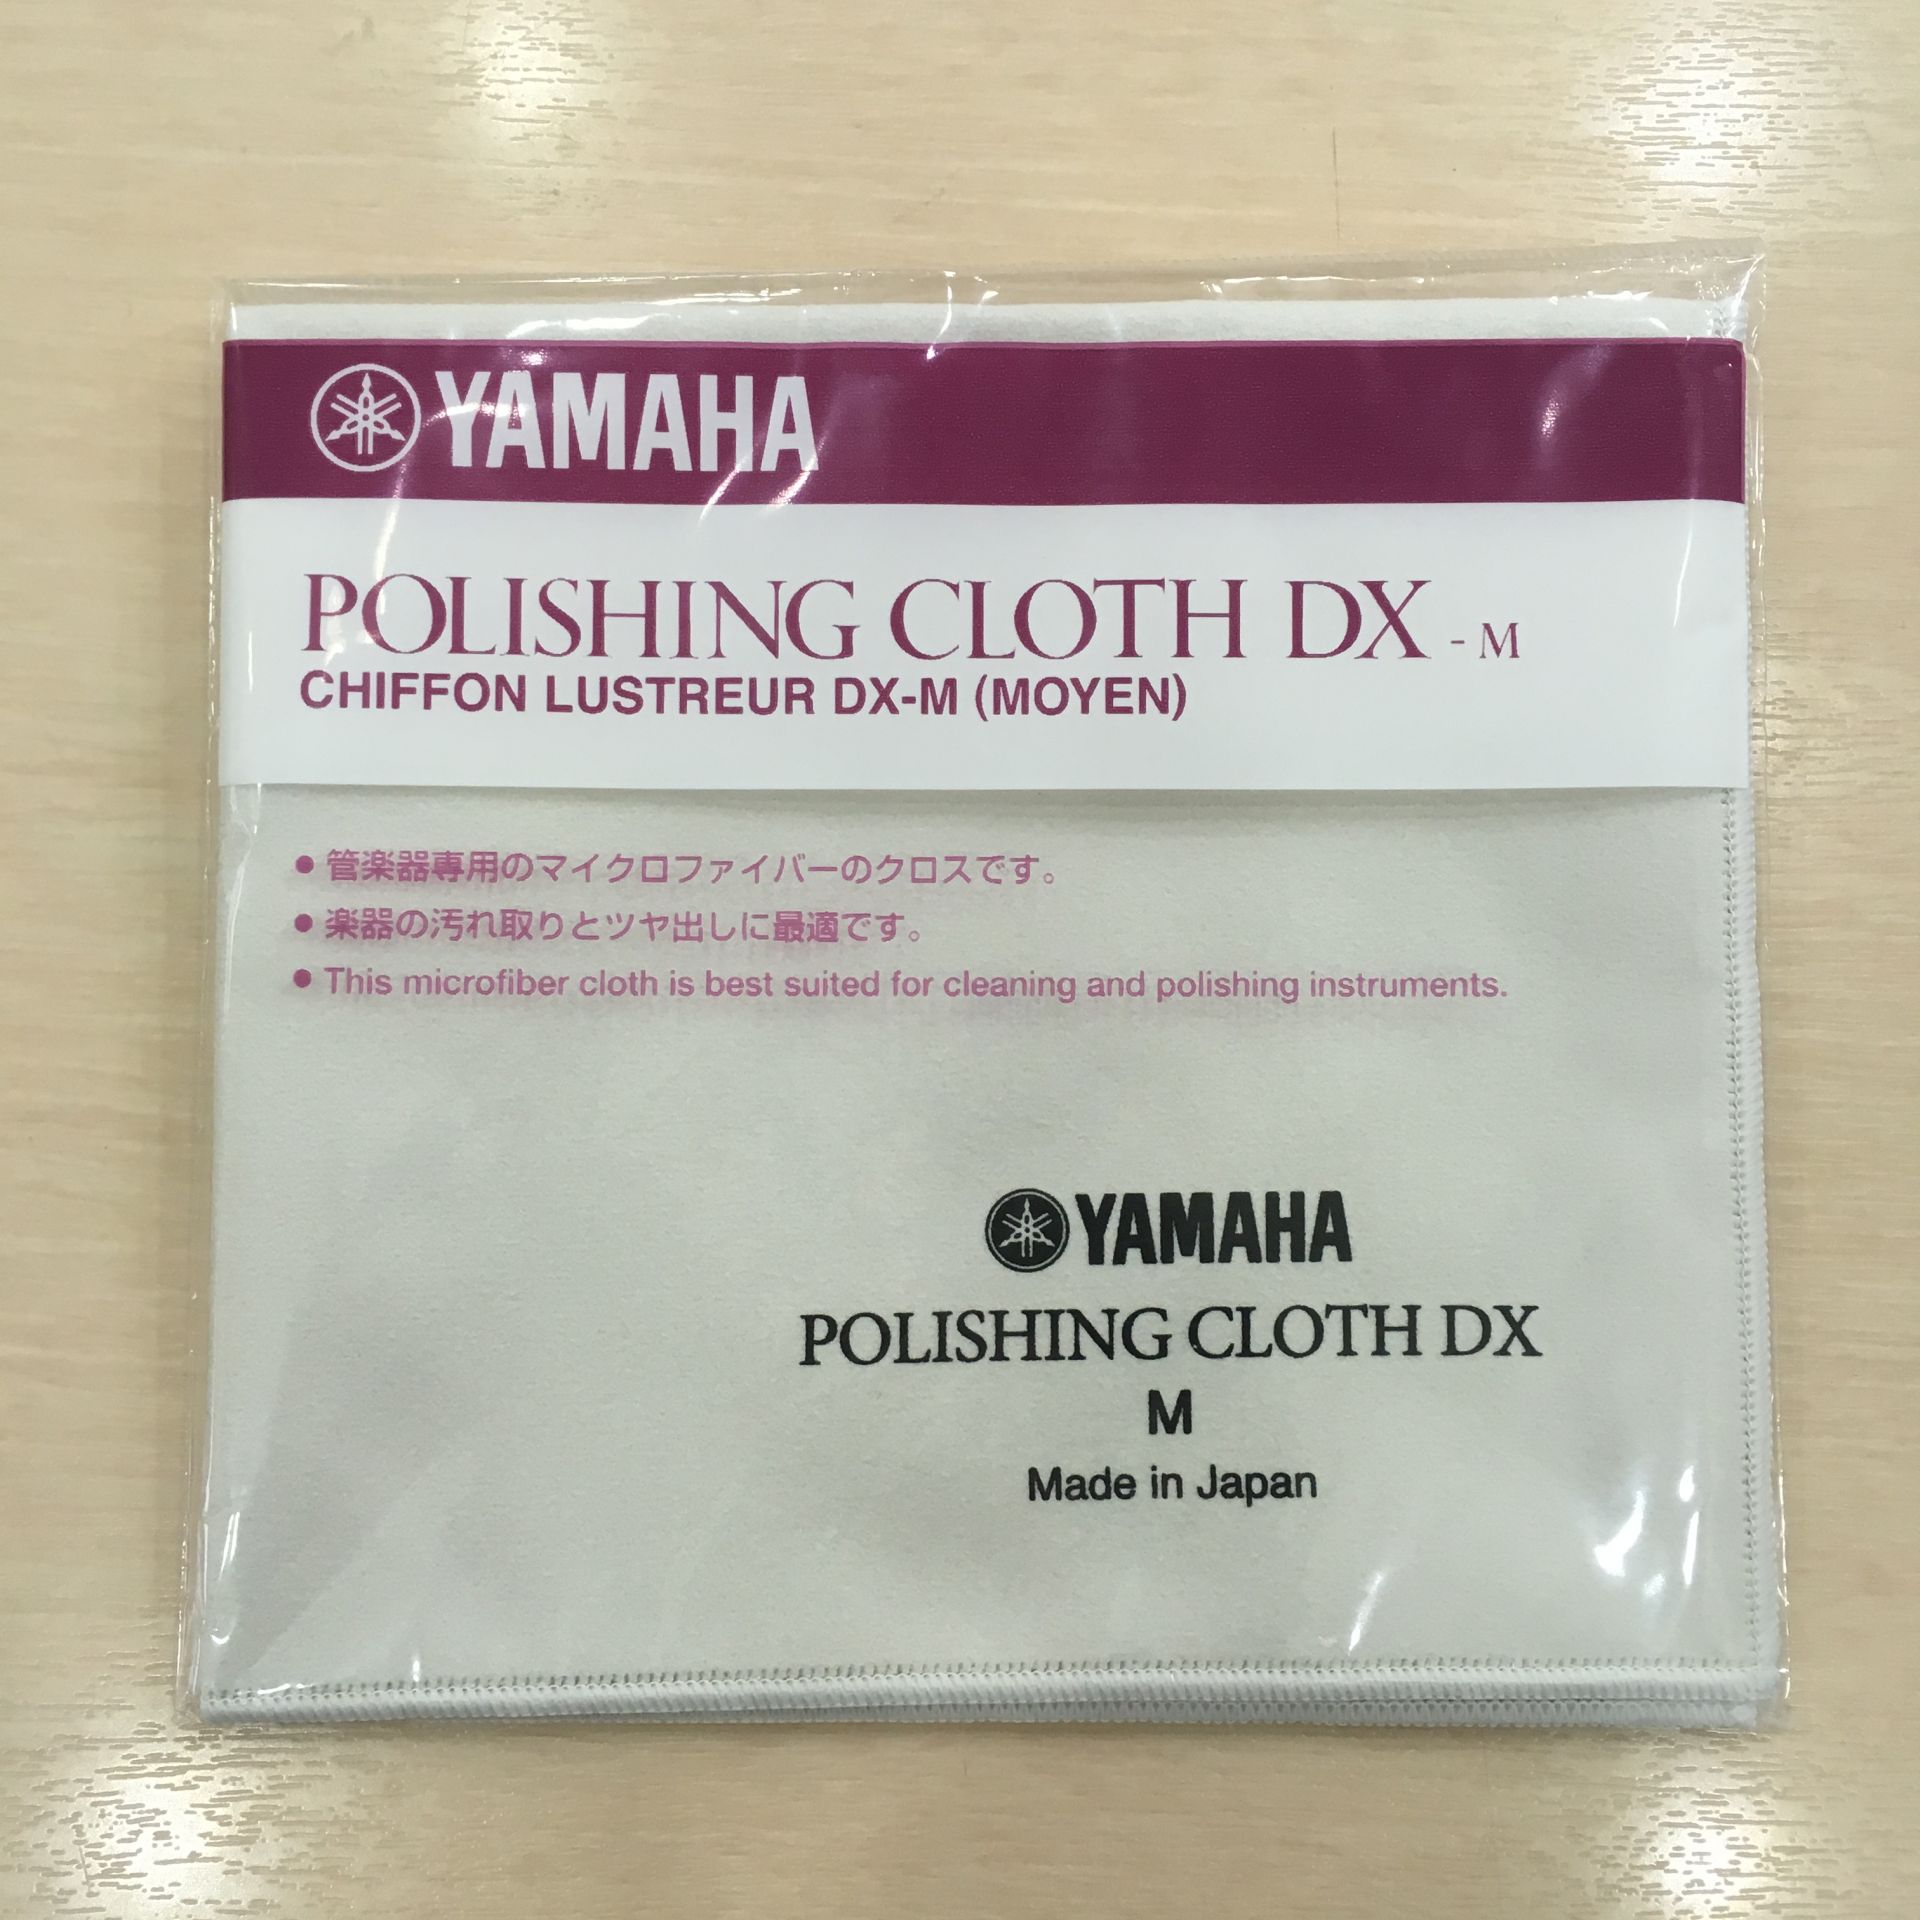 YAMAHA
POLISHING CLOTH DX - M
CHIFFON LUSTREUR DX-M (MOYEN)
● 管楽器専用のマイクロファイバーのクロスです。
● 楽器の汚れ取りとツヤ出しに最適です。
● This microfiber cloth is best suited for cleaning and polishing instruments.
YAMAHA
POLISHING CLOTH DX
M
Made in Japan